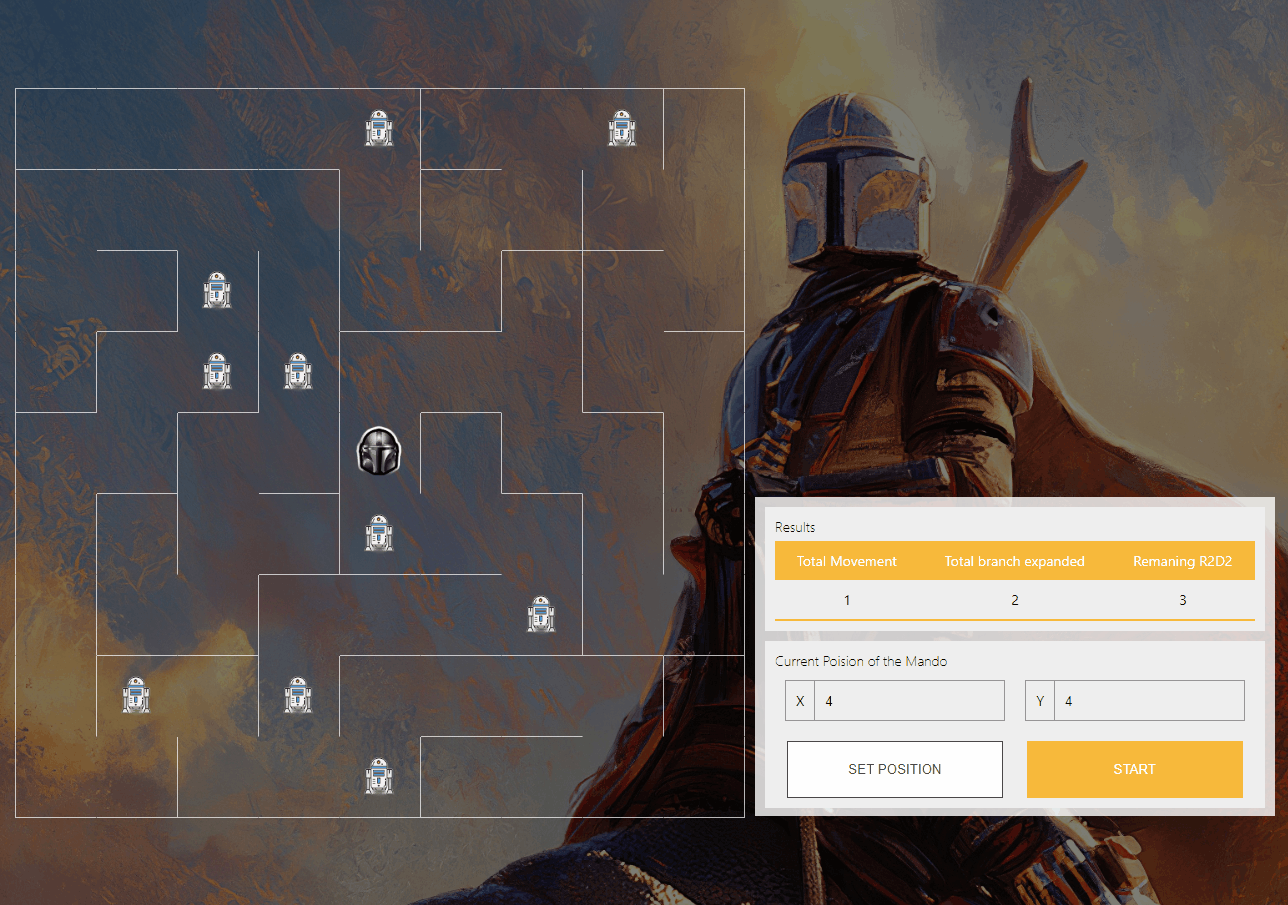 Results
Total Movement Total branch expanded Remaning R2D2
1 2 3
Current Poision of the Mando
X 4 Y 4
SET POSITION START